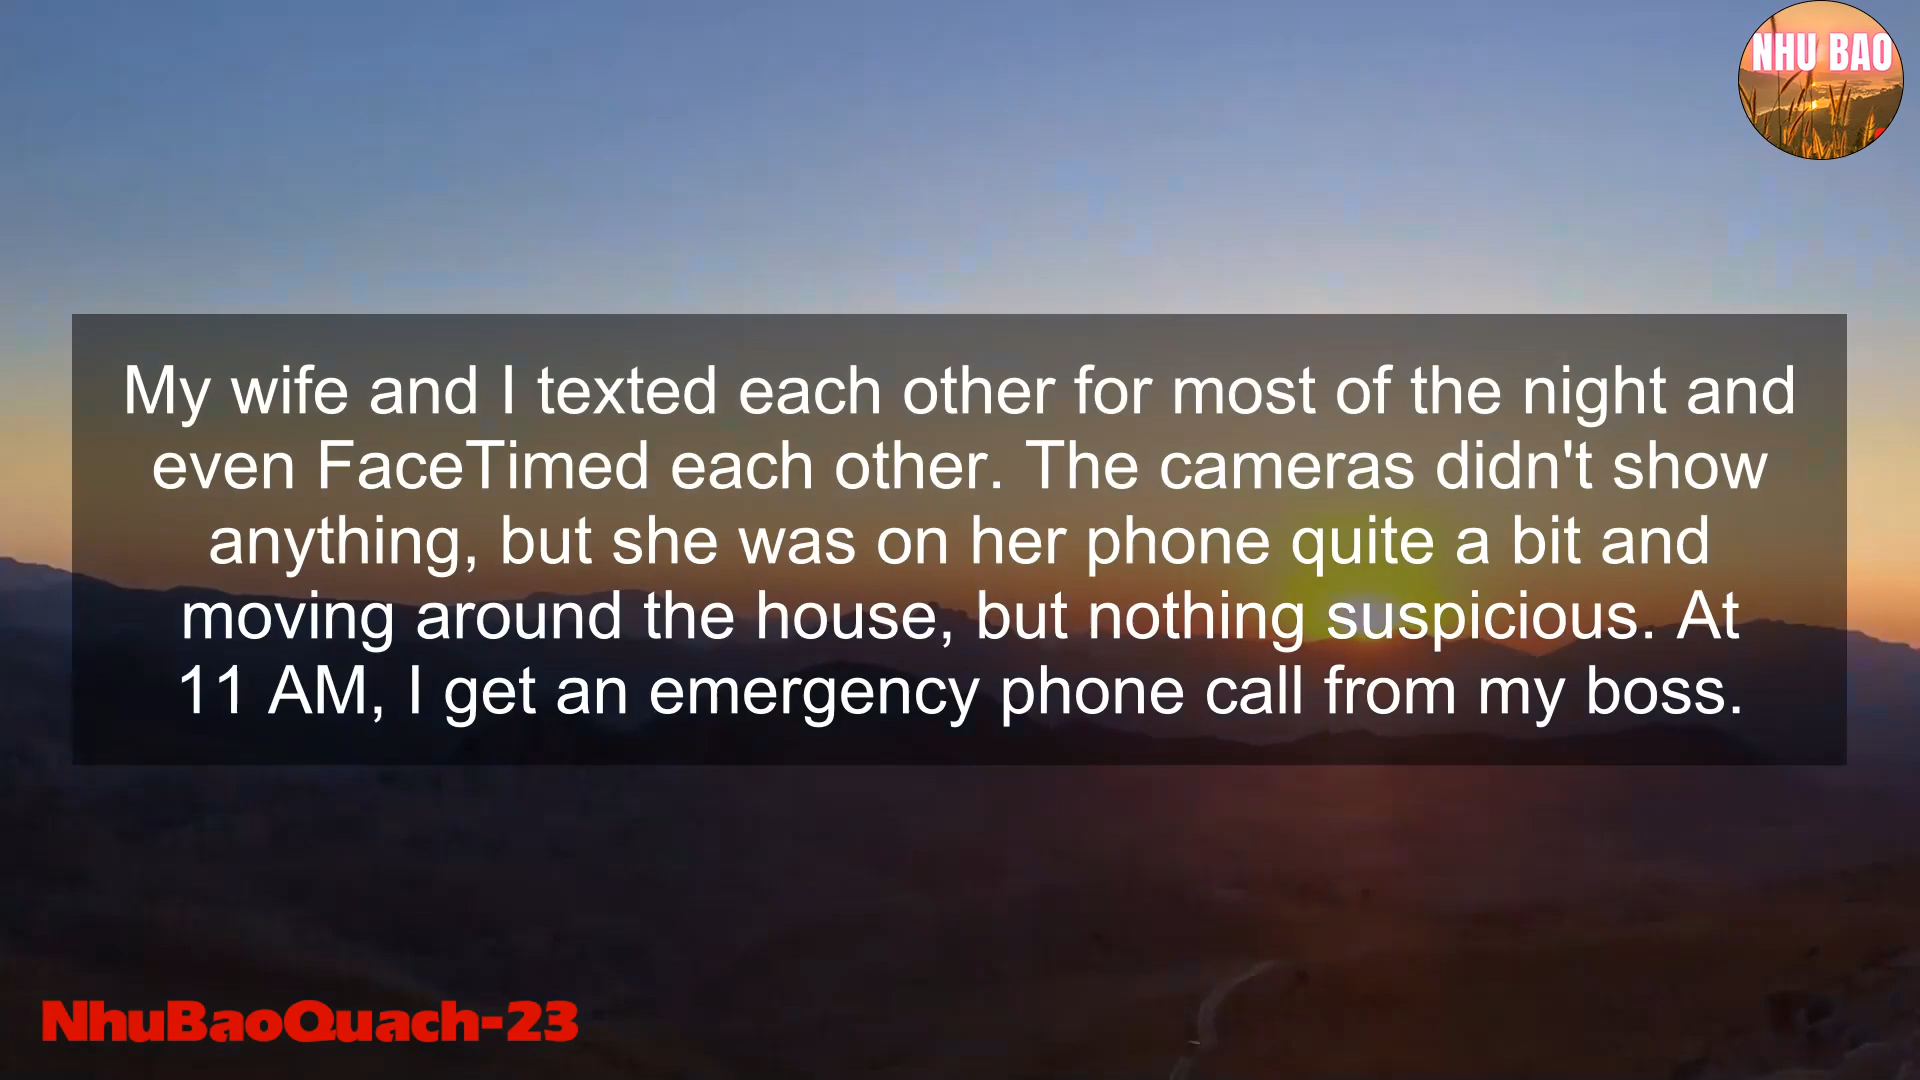 NHU BAO
My wife and I texted each other for most of the night and
even FaceTimed each other. The cameras didn't show
anything, but she was on her phone quite a bit and
moving around the house, but nothing suspicious. At
11 AM, I get an emergency phone call from my boss.
NhuBaoQuach-23